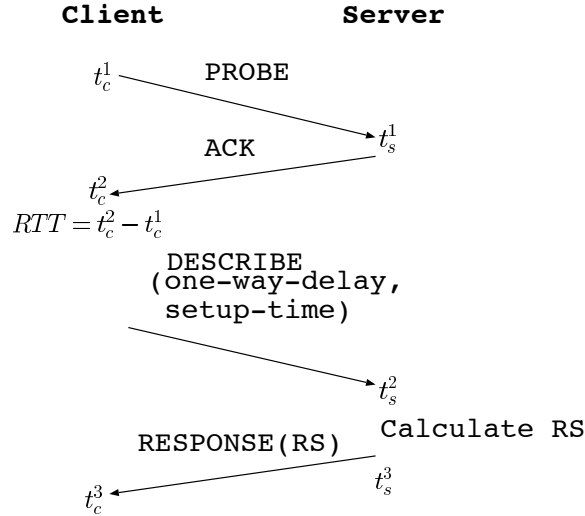 Client Server
PROBE
t_c^1
t_s^1
ACK
t_c^2
RTT = t_c^2 − t_c^1
DESCRIBE
(one-way-delay,
setup-time)
t_s^2
Calculate RS
RESPONSE(RS)
t_s^3
t_c^3